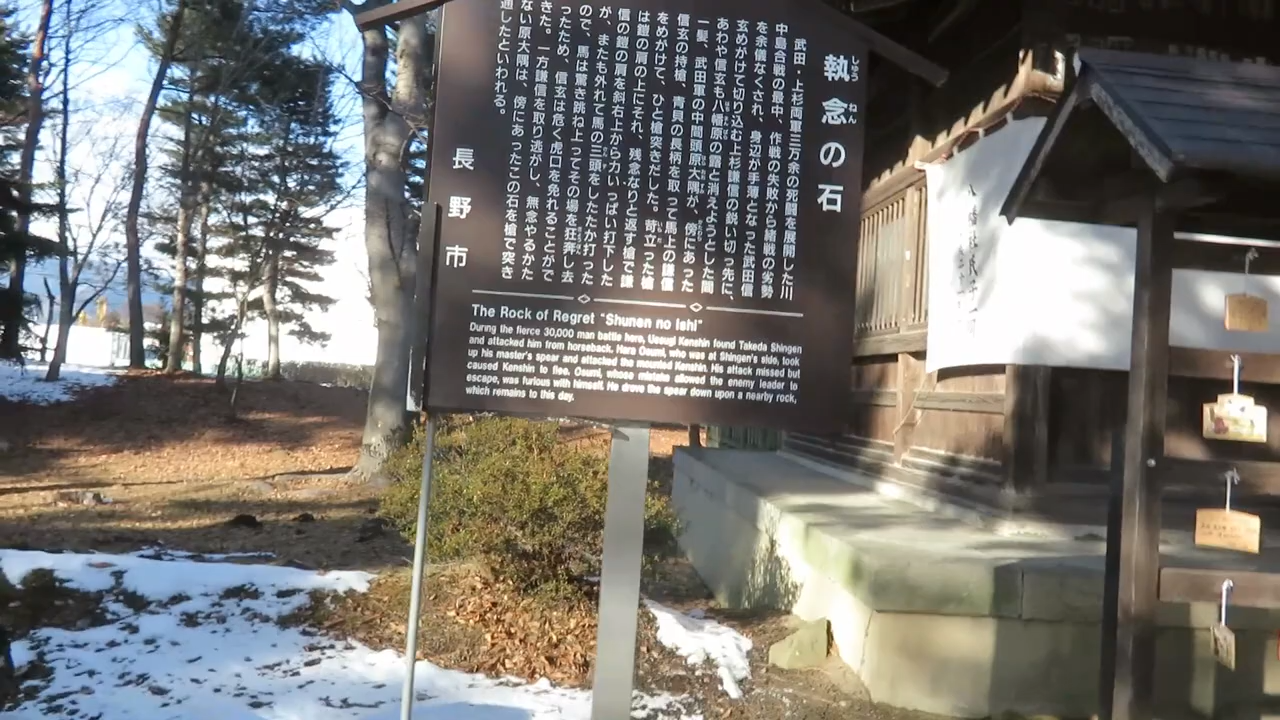 執念の石
しゅう ねん
武田・上杉両軍三万余の死闘を展開した川
中島合戦の最中、作戦の失敗から緒戦の劣勢
を余儀なくされ、身辺が手薄となった武田信
玄めがけて切り込む上杉謙信の鋭い切っ先に、
あわや信玄も八幡原の露と消えようとした間
一髪、武田軍の中間頭原大隅が、傍にあった
信玄の持槍、青貝の長柄を取って馬上の謙信
をめがけて、ひと槍突きだした。苛立った槍
は鎧の肩の上にそれ、残念なりと返す槍で謙
信の鎧の肩を斜右上から力いっぱい打下した
が、またも外れて馬の三頭をしたたか打った
ので、馬は驚き跳ね上ってその場を狂奔し去
ったため、信玄は危く虎口を免れることがで
きた。一方謙信を取り逃がし、無念やるかた
ない原大隅は、傍にあったこの石を槍で突き
通したといわれる。
長野市
The Rock of Regret "Shunen no Ishi"
During the fierce 30,000 man battle here, Uesugi Kenshin found Takeda Shingen
and attacked him from horseback. Hara Osumi, who was at Shingen's side, took
up his master's spear and attacked the mounted Kenshin. His attack missed but
caused Kenshin to flee. Osumi, whose mistake allowed the enemy leader to
escape, was furious with himself. He drove the spear down upon a nearby rock,
which remains to this day.